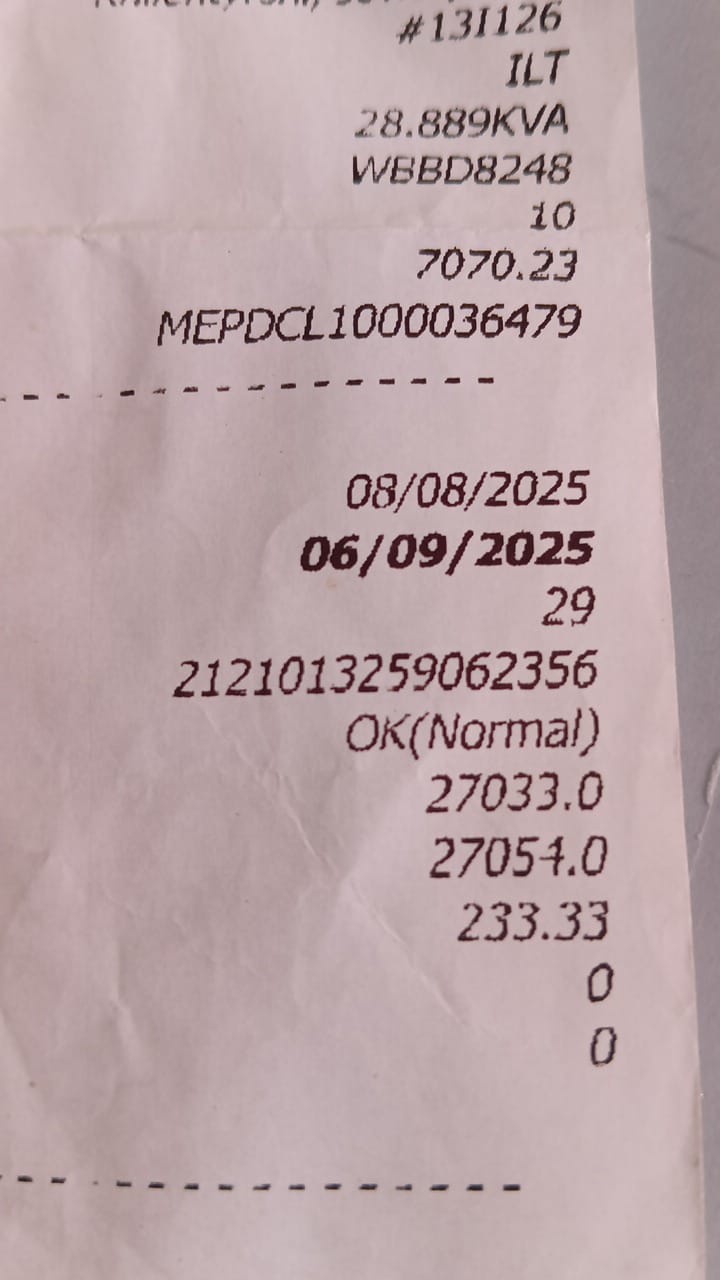 #13I126
ILT
28.889KVA
WBBD8248
10
7070.23
MEPDCL1000036479
08/08/2025
06/09/2025
29
2121013259062356
OK(Normal)
27033.0
27054.0
233.33
0
0